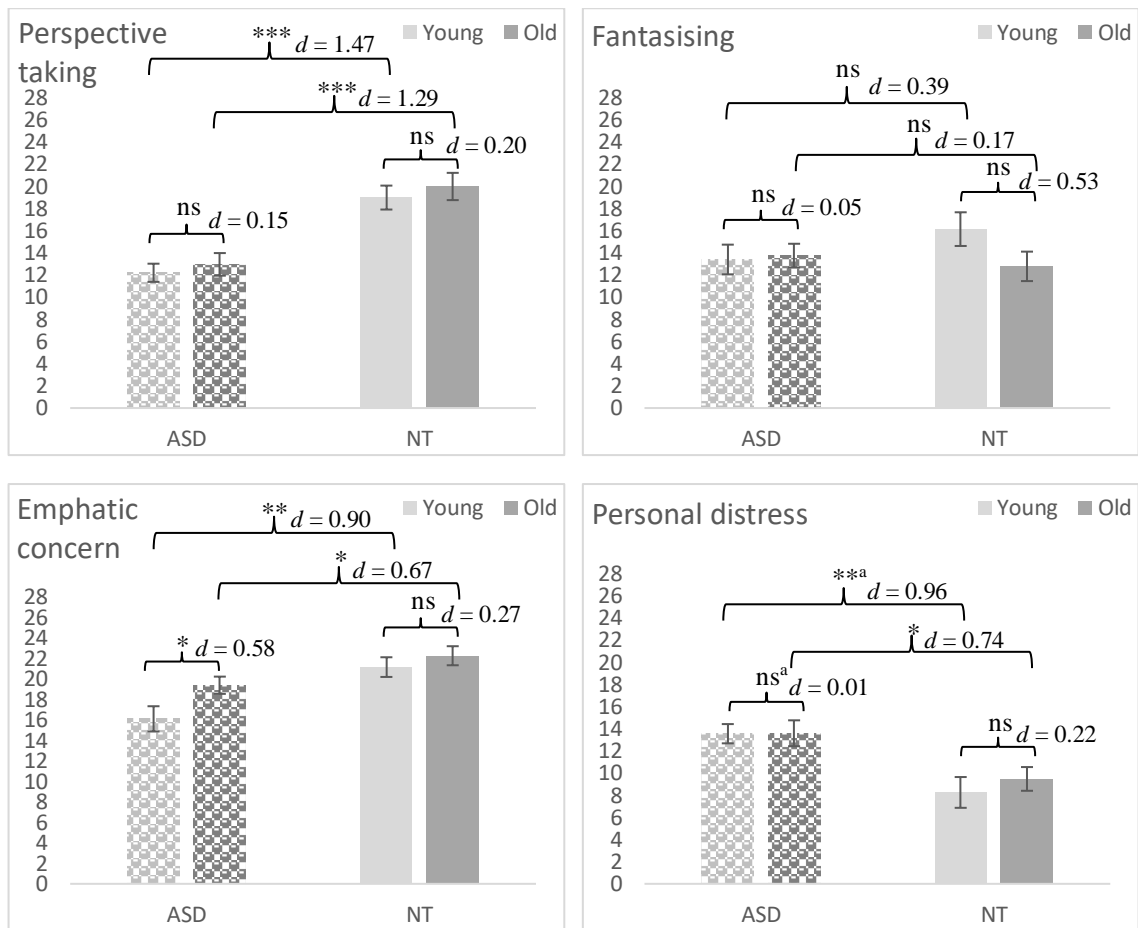 Perspective taking
Young Old
*** d = 1.47
*** d = 1.29
ns d = 0.20
ns d = 0.15
28
26
24
22
20
18
16
14
12
10
8
6
4
2
0
ASD NT
Fantasising
Young Old
ns d = 0.39
ns d = 0.17
ns d = 0.53
ns d = 0.05
28
26
24
22
20
18
16
14
12
10
8
6
4
2
0
ASD NT
Emphatic concern
Young Old
** d = 0.90
* d = 0.67
ns d = 0.27
* d = 0.58
28
26
24
22
20
18
16
14
12
10
8
6
4
2
0
ASD NT
Personal distress
Young Old
**a d = 0.96
* d = 0.74
nsa d = 0.01
ns d = 0.22
28
26
24
22
20
18
16
14
12
10
8
6
4
2
0
ASD NT